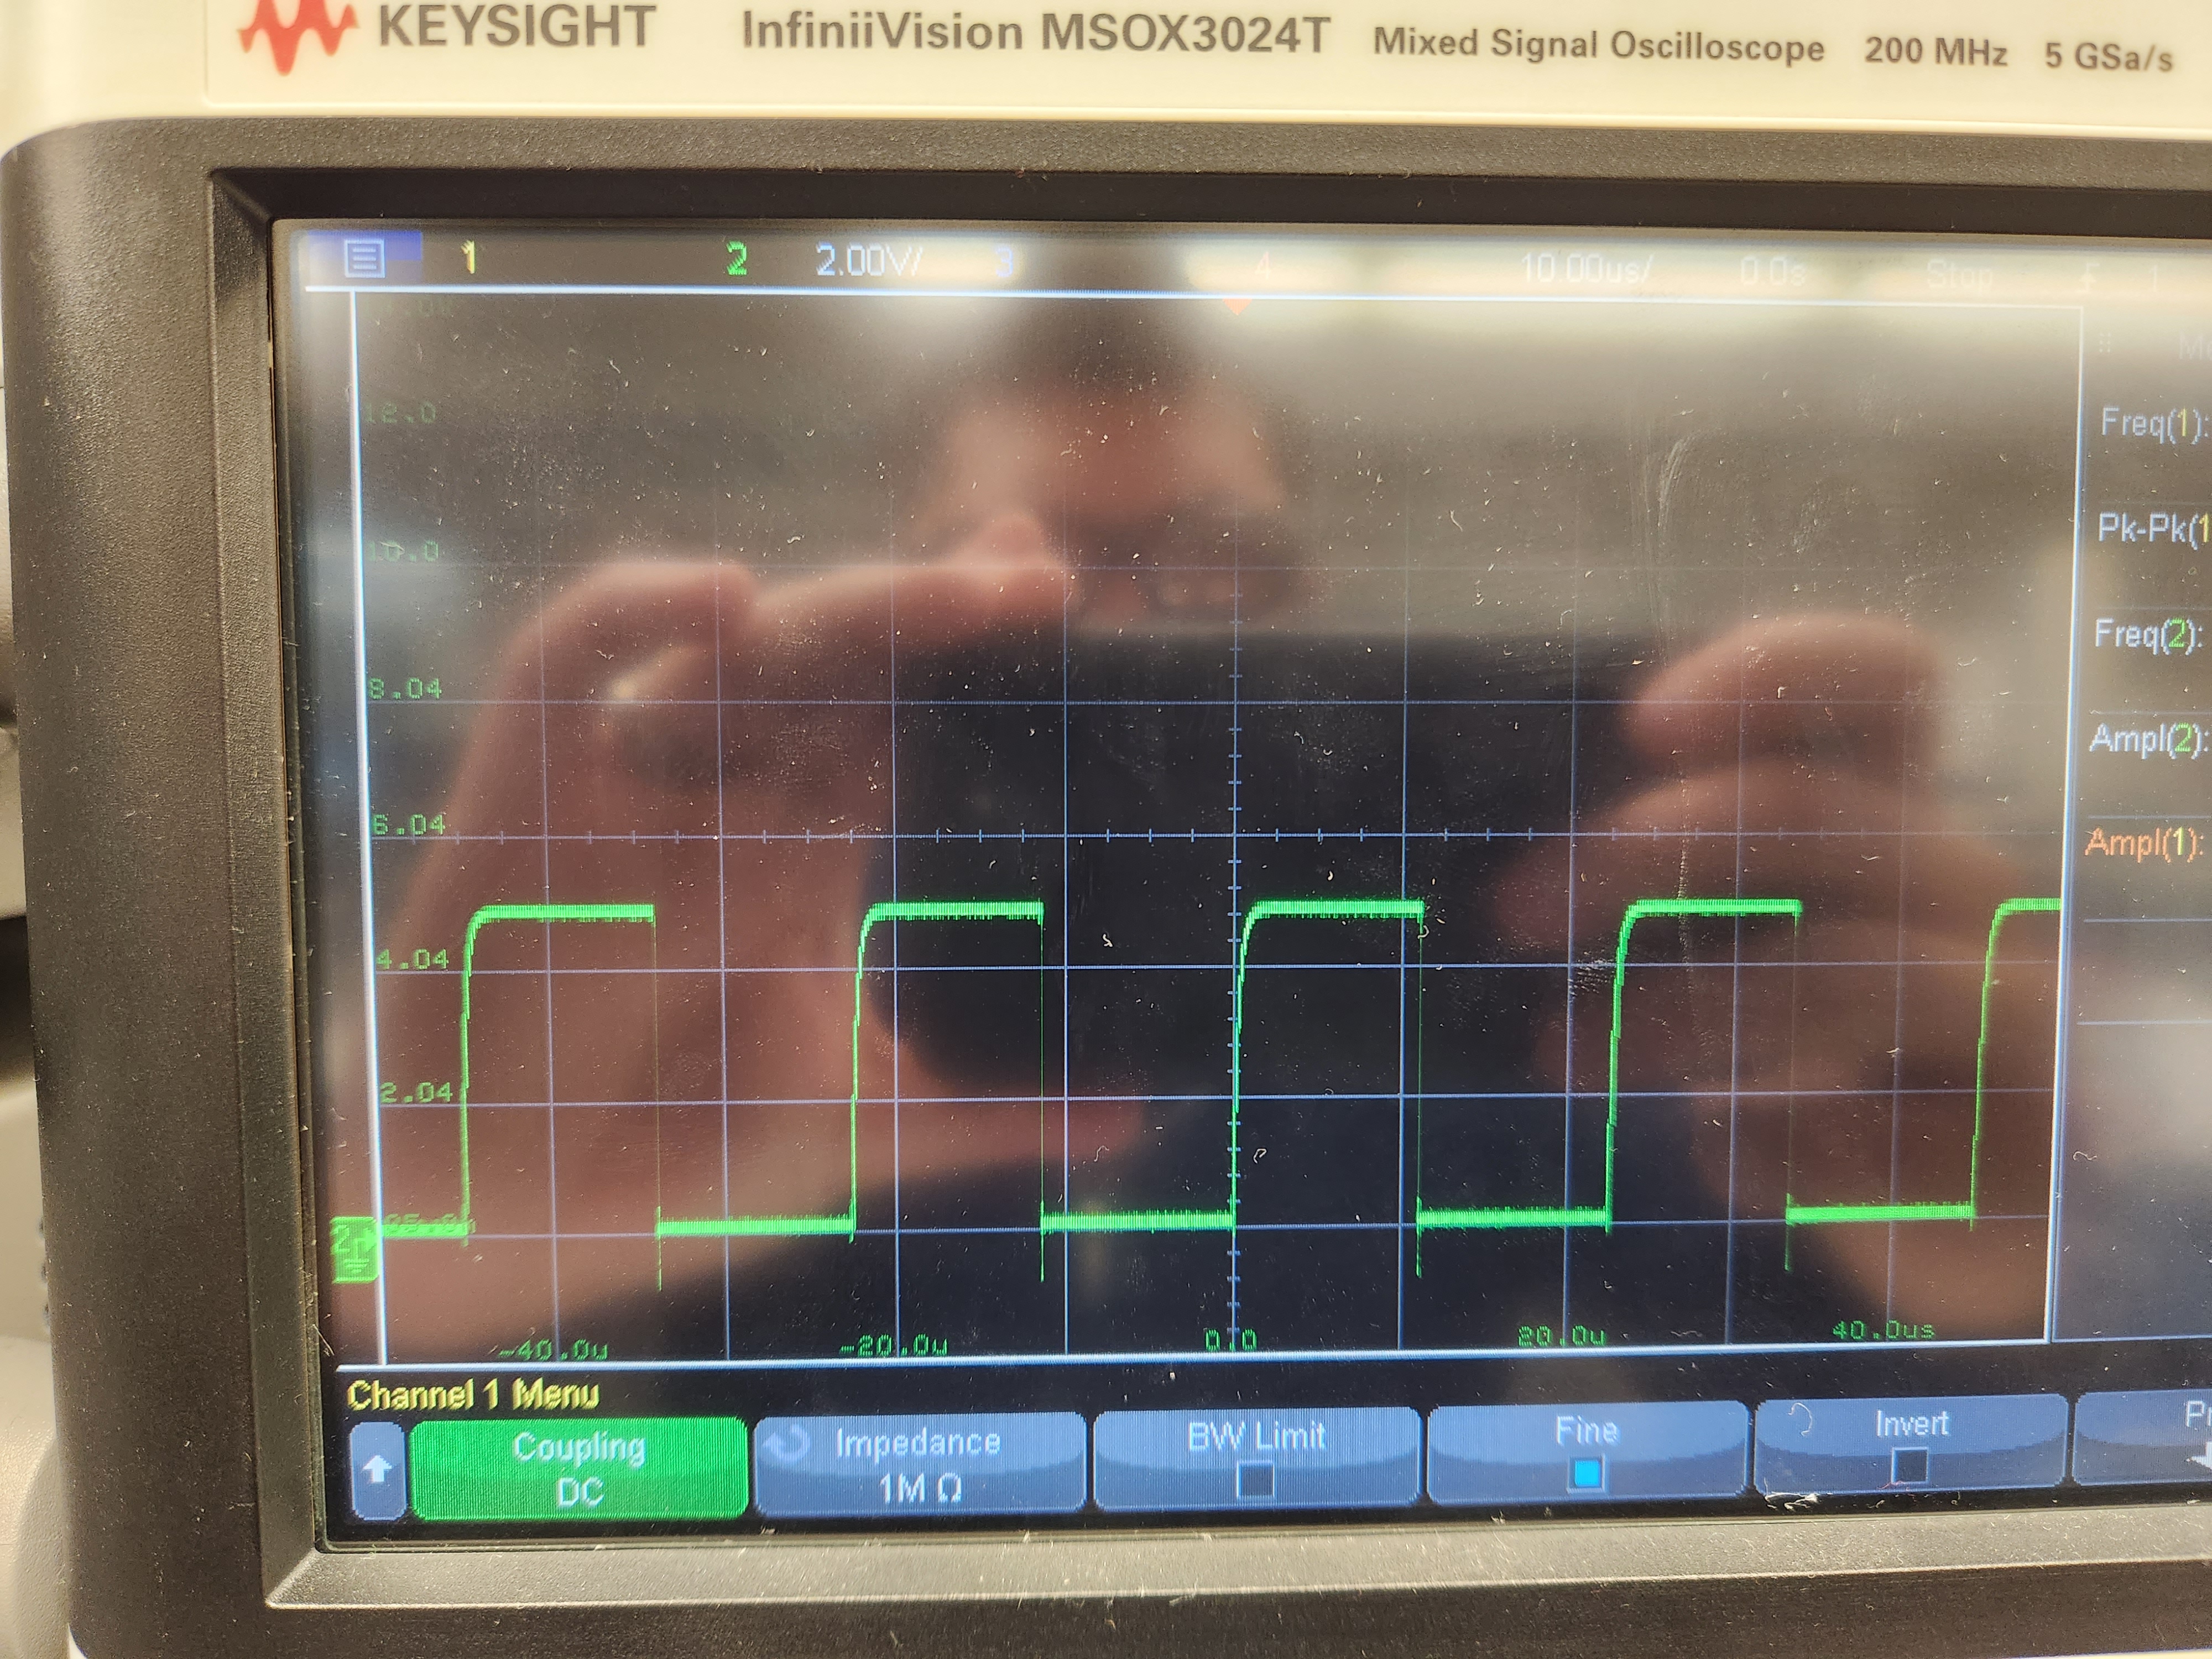 KEYSIGHT InfiniiVision MSOX3024T Mixed Signal Oscilloscope 200 MHz 5 GSa/s
1 2 2.00V/ 3 4 10.00us/ 0.0s Stop 1
12.0
10.0
Freq(1):
Pk-Pk(1
8.04
Freq(2):
6.04
Ampl(2):
Ampl(1):
4.04
2.04
2
-40.0u -20.0u 0.0 20.0u 40.0us
Channel 1 Menu
Coupling
DC
Impedance
1M Ω
BW Limit
Fine
Invert